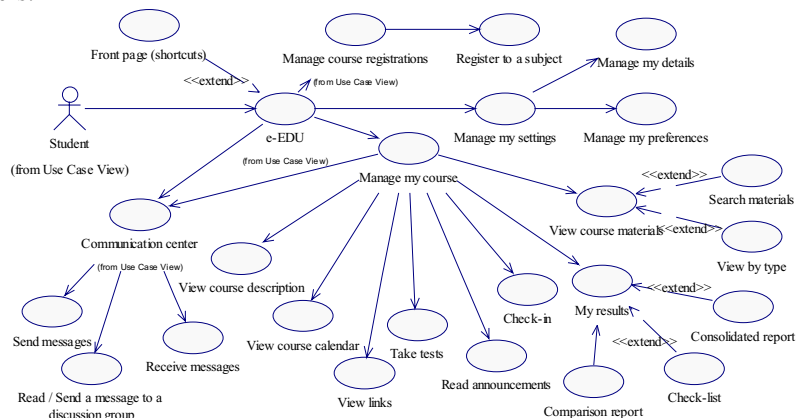 Front page (shortcuts)
Manage course registrations
Register to a subject
Manage my details
<<extend>>
(from Use Case View)
Student
(from Use Case View)
e-EDU
(from Use Case View)
Manage my settings
Manage my preferences
Manage my course
<<extend>>
Search materials
View course materials
<<extend>>
View by type
Communication center
(from Use Case View)
View course description
Check-in
My results
<<extend>>
Consolidated report
Send messages
Receive messages
View course calendar
Take tests
Read announcements
<<extend>>
Check-list
Read / Send a message to a
discussion group
View links
Comparison report